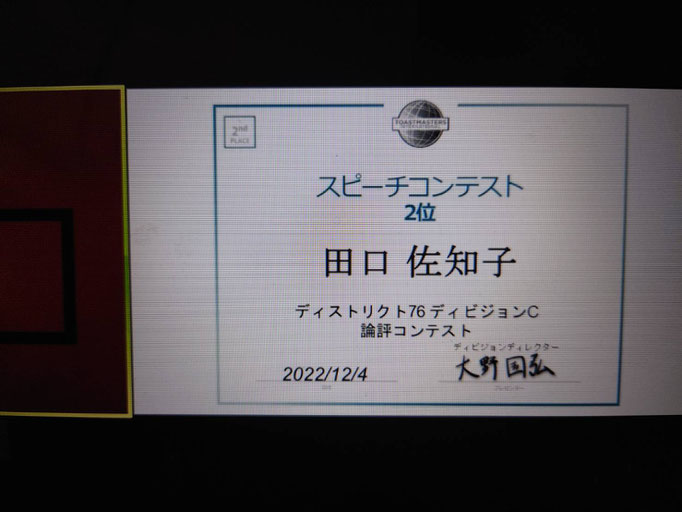 2ND
PLACE
TOASTMASTERS
INTERNATIONAL
スピーチコンテスト
2位
田口 佐知子
ディストリクト76 ディビジョンC
論評コンテスト
ディビジョンディレクター
2022/12/4
大野国弘